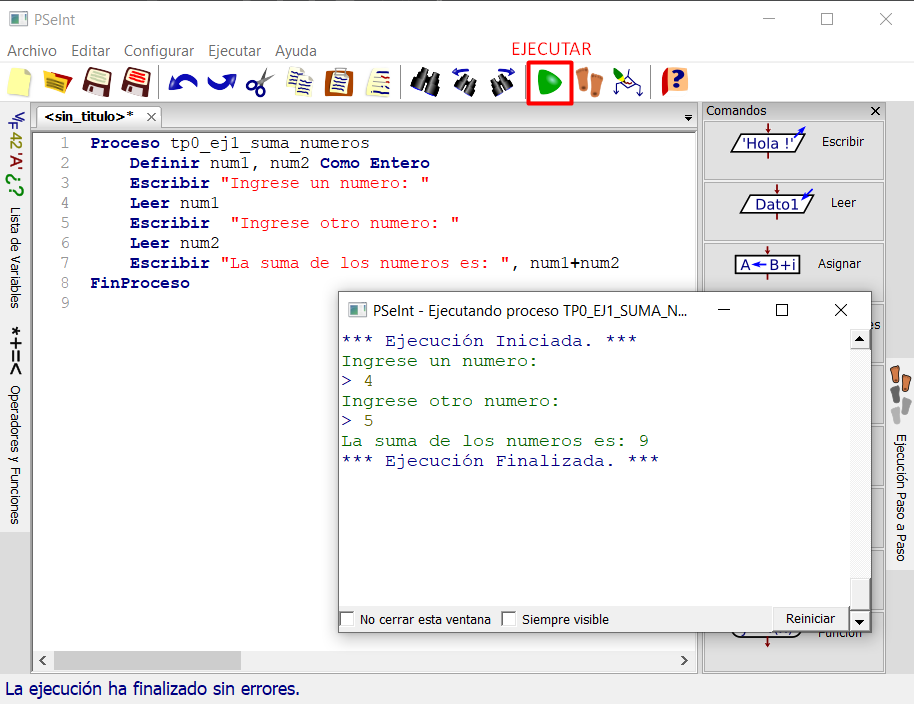 PSeInt
Archivo Editar Configurar Ejecutar Ayuda
EJECUTAR
<sin_titulo>*
Comandos
1 Proceso tp0_ej1_suma_numeros
2 Definir num1, num2 Como Entero
3 Escribir "Ingrese un numero: "
4 Leer num1
5 Escribir  "Ingrese otro numero: "
6 Leer num2
7 Escribir "La suma de los numeros es: ", num1+num2
8 FinProceso
9
'Hola !' Escribir
Dato1 Leer
A←B+i Asignar
es
Función
42 'A' ¿?
Lista de Variables
*+=<
Operadores y Funciones
PSeInt - Ejecutando proceso TP0_EJ1_SUMA_N...
*** Ejecución Iniciada. ***
Ingrese un numero:
> 4
Ingrese otro numero:
> 5
La suma de los numeros es: 9
*** Ejecución Finalizada. ***
No cerrar esta ventana Siempre visible Reiniciar
Ejecución Paso a Paso
La ejecución ha finalizado sin errores.